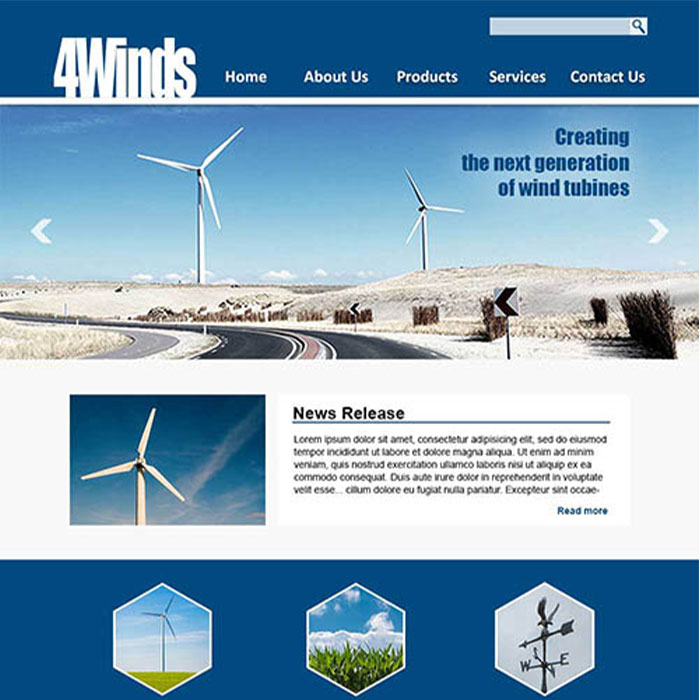 4Winds
Home About Us Products Services Contact Us
Creating
the next generation
of wind tubines
News Release
Lorem ipsum dolor sit amet, consectetur adipisicing elit, sed do eiusmod
tempor incididunt ut labore et dolore magna aliqua. Ut enim ad minim
veniam, quis nostrud exercitation ullamco laboris nisi ut aliquip ex ea
commodo consequat. Duis aute irure dolor in reprehenderit in voluptate
velit esse... cillum dolore eu fugiat nulla pariatur. Excepteur sint occae-
Read more
W E